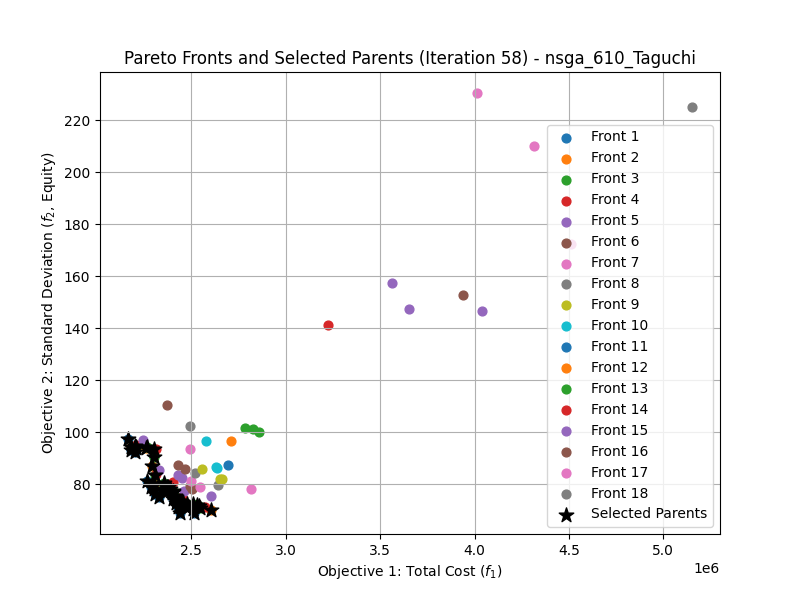 Pareto Fronts and Selected Parents (Iteration 58) - nsga_610_Taguchi
Objective 2: Standard Deviation (f2, Equity)
220
200
180
160
140
120
100
80
2.5
3.0
3.5
4.0
4.5
5.0
1e6
Objective 1: Total Cost (f1)
Front 1
Front 2
Front 3
Front 4
Front 5
Front 6
Front 7
Front 8
Front 9
Front 10
Front 11
Front 12
Front 13
Front 14
Front 15
Front 16
Front 17
Front 18
Selected Parents